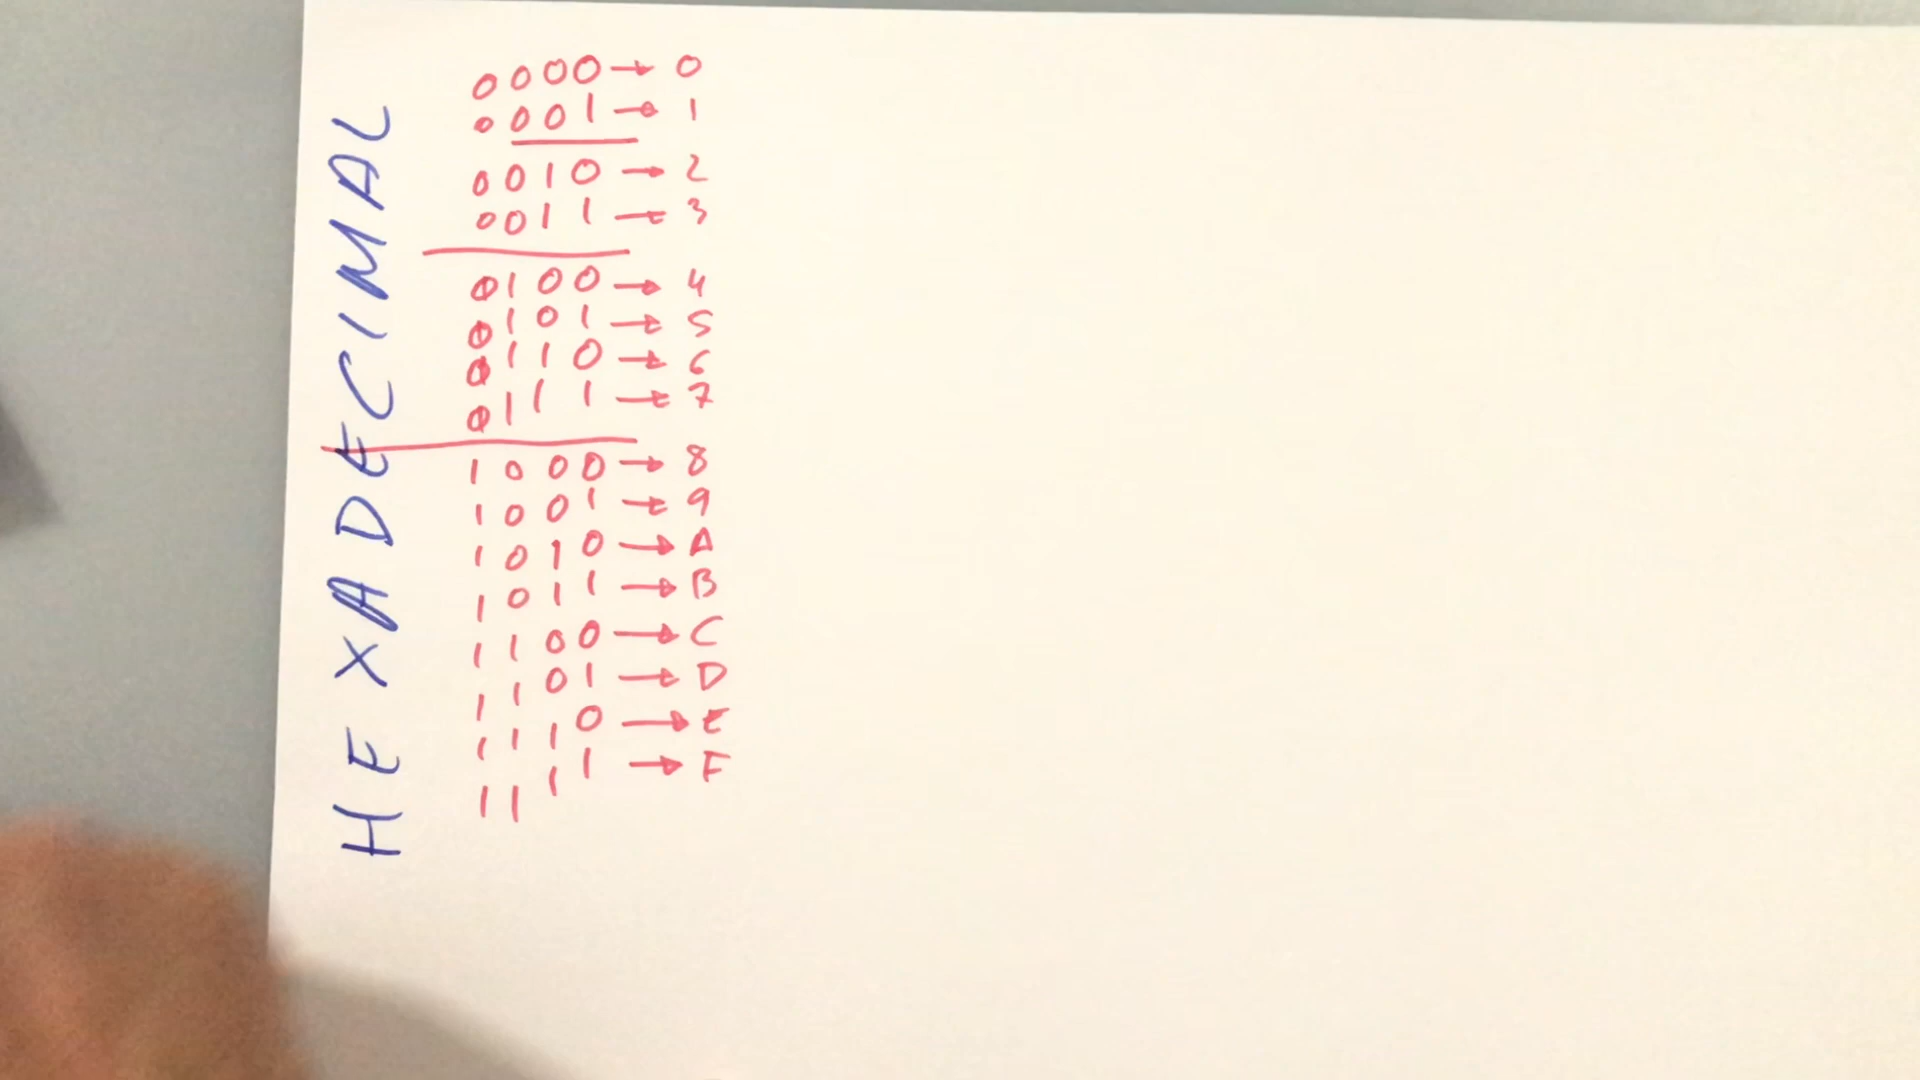 HEXADECIMAL
0000 → 0
0001 → 1
0010 → 2
0011 → 3
0100 → 4
0101 → 5
0110 → 6
0111 → 7
1000 → 8
1001 → 9
1010 → A
1011 → B
1100 → C
1101 → D
1110 → E
1111 → F